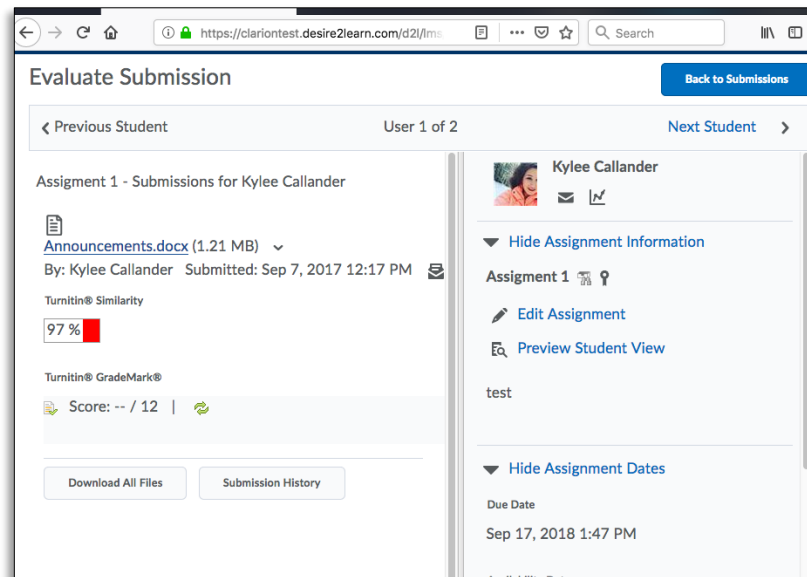 https://clariontest.desire2learn.com/d2l/lms
Search
Evaluate Submission
Back to Submissions
Previous Student
User 1 of 2
Next Student
Assigment 1 - Submissions for Kylee Callander
Announcements.docx (1.21 MB)
By: Kylee Callander Submitted: Sep 7, 2017 12:17 PM
Turnitin® Similarity
97 %
Turnitin® GradeMark®
Score: -- / 12 |
Download All Files
Submission History
Kylee Callander
Hide Assignment Information
Assigment 1
Edit Assignment
Preview Student View
test
Hide Assignment Dates
Due Date
Sep 17, 2018 1:47 PM